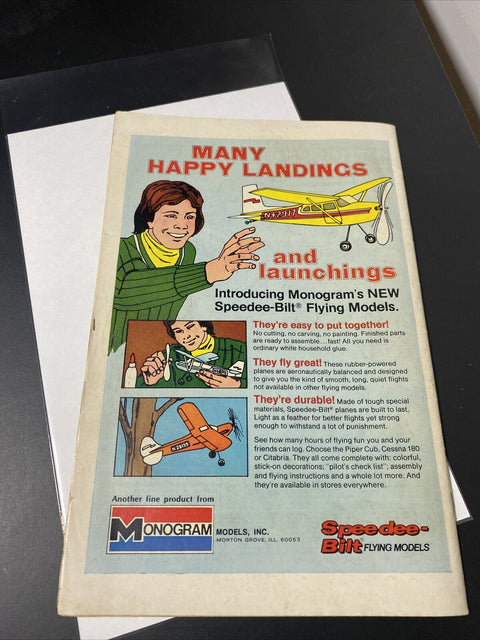 MANY
HAPPY LANDINGS
N4791T
and
launchings
Introducing Monogram's NEW
Speedee-Bilt® Flying Models.
They're easy to put together!
No cutting, no carving, no painting. Finished parts
are ready to assemble...fast! All you need is
ordinary white household glue.
They fly great! These rubber-powered
planes are aeronautically balanced and designed
to give you the kind of smooth, long, quiet flights
not available in other flying models.
They're durable! Made of tough special
materials, Speedee-Bilt® planes are built to last.
Light as a feather for better flights yet strong
enough to withstand a lot of punishment.
See how many hours of flying fun you and your
friends can log. Choose the Piper Cub, Cessna 180
or Citabria. They all come complete with: colorful,
stick-on decorations; "pilot's check list"; assembly
and flying instructions and a whole lot more. And
they're available in stores everywhere.
Another fine product from
MONOGRAM MODELS, INC.
MORTON GROVE, ILL. 60053
Speedee-
Bilt FLYING MODELS